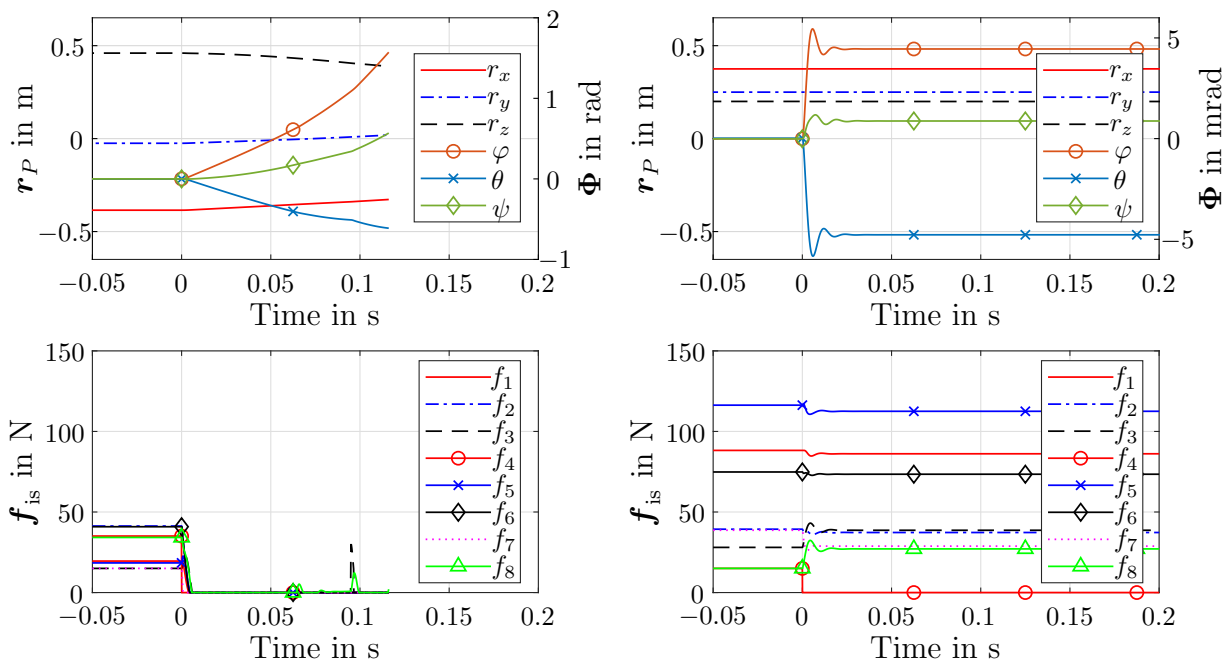 r_P in m
0.5
0
−0.5
2
1
0
−1
Φ in rad
r_x
r_y
r_z
φ
θ
ψ
−0.05 0 0.05 0.1 0.15 0.2
Time in s
r_P in m
0.5
0
−0.5
5
0
−5
Φ in mrad
r_x
r_y
r_z
φ
θ
ψ
−0.05 0 0.05 0.1 0.15 0.2
Time in s
f_is in N
150
100
50
0
f_1
f_2
f_3
f_4
f_5
f_6
f_7
f_8
−0.05 0 0.05 0.1 0.15 0.2
Time in s
f_is in N
150
100
50
0
f_1
f_2
f_3
f_4
f_5
f_6
f_7
f_8
−0.05 0 0.05 0.1 0.15 0.2
Time in s